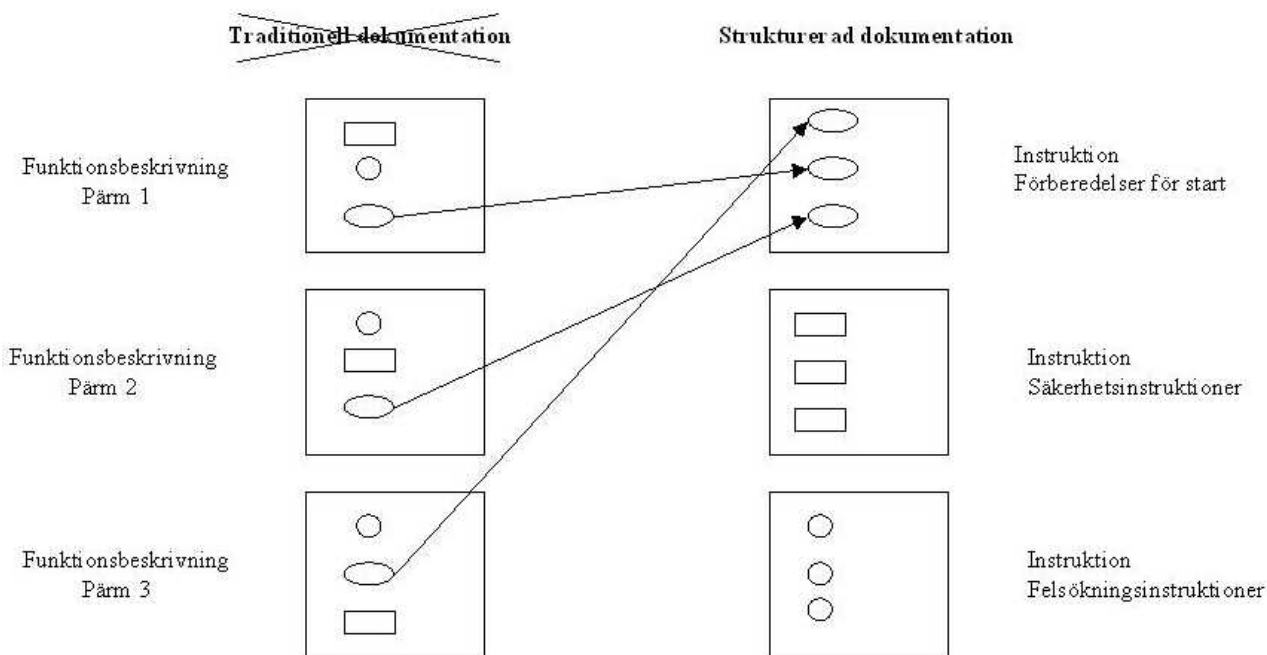 Traditionell dokumentation
Strukturerad dokumentation
Funktionsbeskrivning
Pärm 1
Instruktion
Förberedelser för start
Funktionsbeskrivning
Pärm 2
Instruktion
Säkerhetsinstruktioner
Funktionsbeskrivning
Pärm 3
Instruktion
Felsökningsinstruktioner